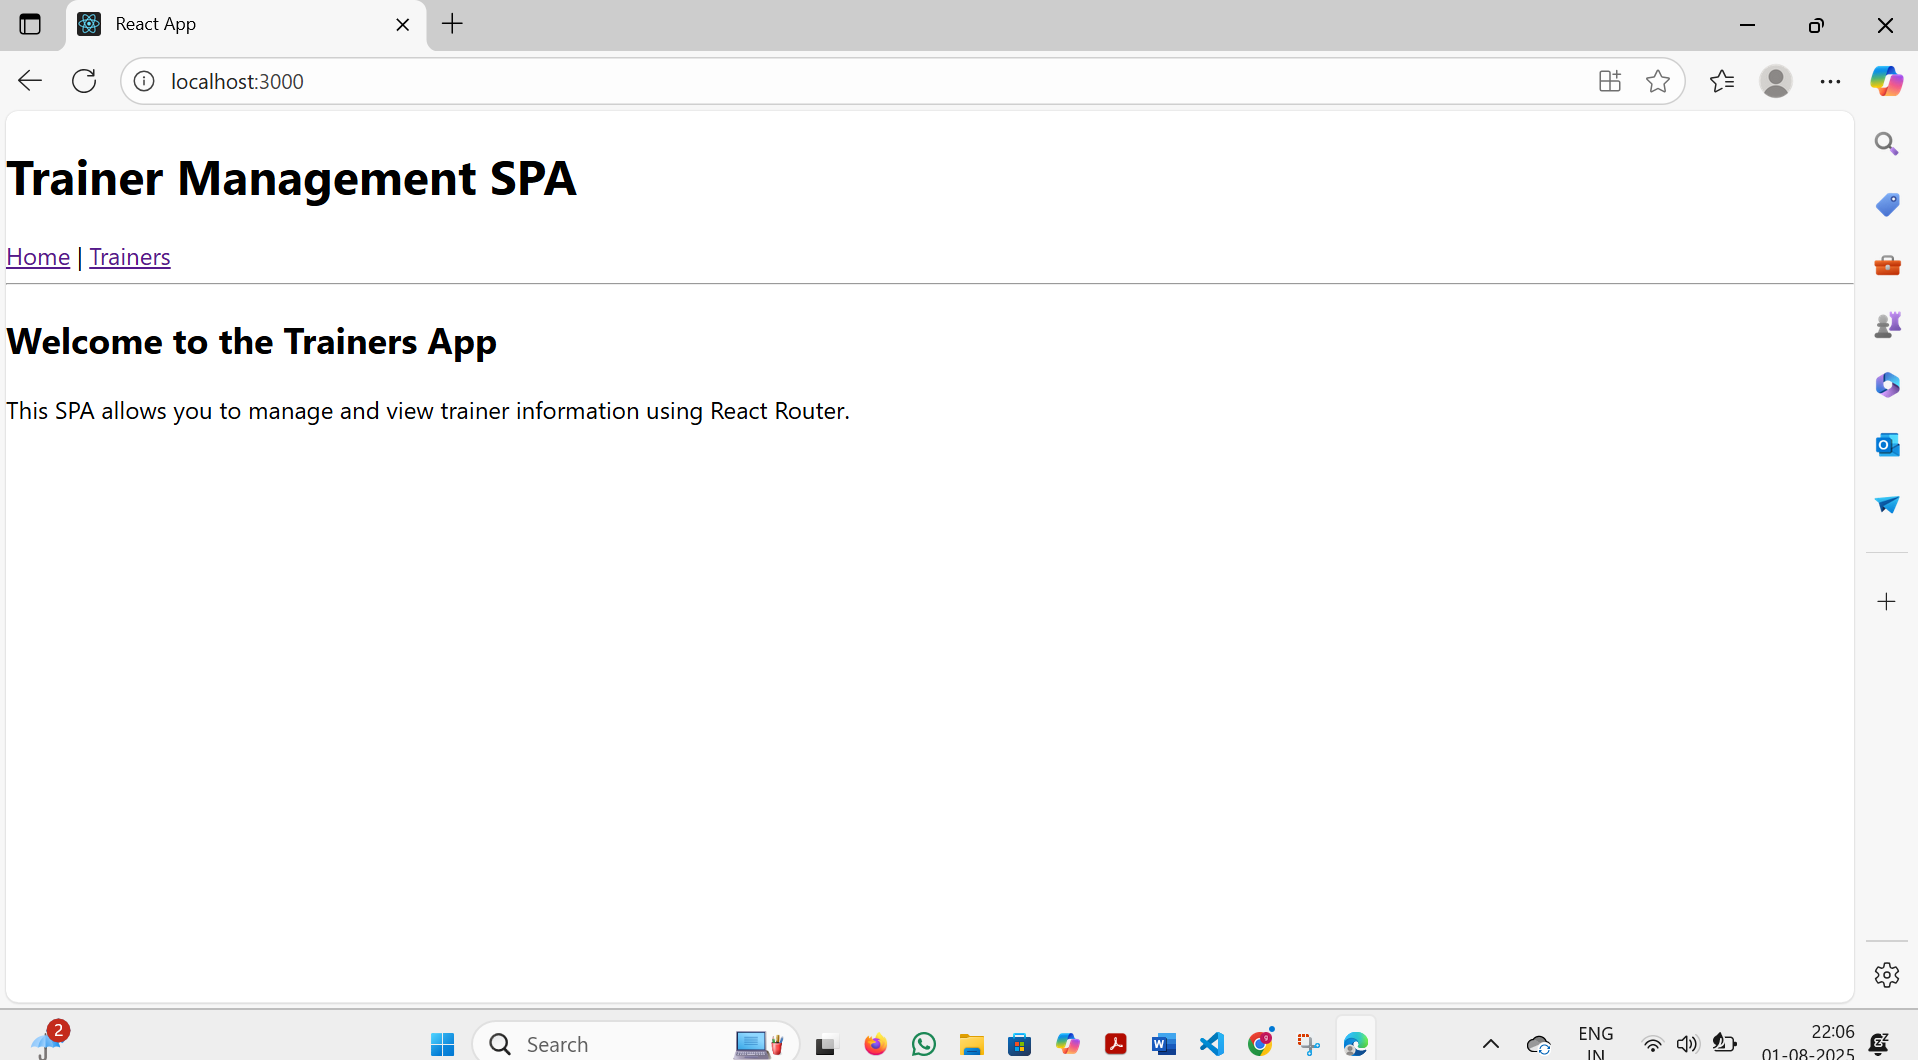 React App
localhost:3000
Trainer Management SPA
Home | Trainers
Welcome to the Trainers App
This SPA allows you to manage and view trainer information using React Router.
2
Search
9
ENG
IN
22:06
01-08-2025